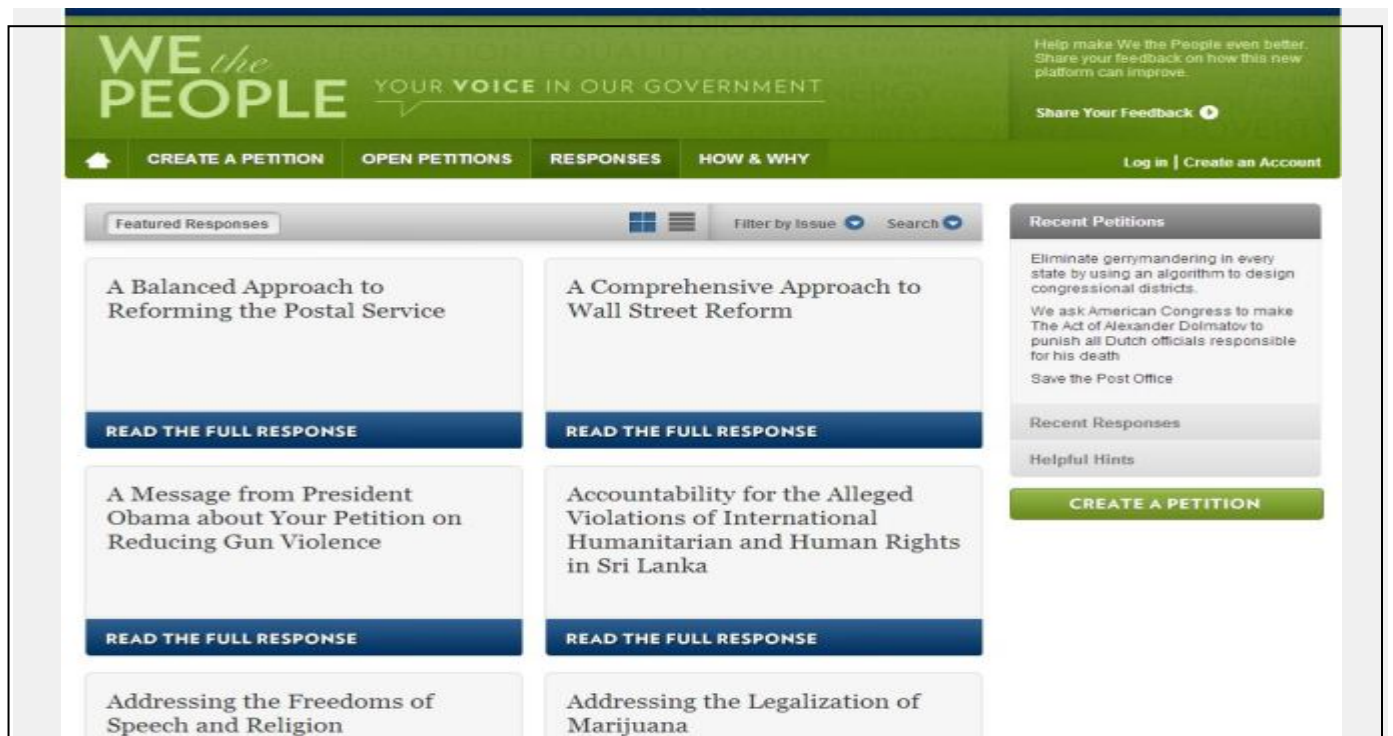 WE the
PEOPLE
YOUR VOICE IN OUR GOVERNMENT
Help make We the People even better.
Share your feedback on how this new
platform can improve.
Share Your Feedback
CREATE A PETITION OPEN PETITIONS RESPONSES HOW & WHY
Log in | Create an Account
Featured Responses
Filter by Issue Search
A Balanced Approach to
Reforming the Postal Service
READ THE FULL RESPONSE
A Comprehensive Approach to
Wall Street Reform
READ THE FULL RESPONSE
A Message from President
Obama about Your Petition on
Reducing Gun Violence
READ THE FULL RESPONSE
Accountability for the Alleged
Violations of International
Humanitarian and Human Rights
in Sri Lanka
READ THE FULL RESPONSE
Addressing the Freedoms of
Speech and Religion
Addressing the Legalization of
Marijuana
Recent Petitions
Eliminate gerrymandering in every
state by using an algorithm to design
congressional districts.
We ask American Congress to make
The Act of Alexander Dolmatov to
punish all Dutch officials responsible
for his death
Save the Post Office
Recent Responses
Helpful Hints
CREATE A PETITION